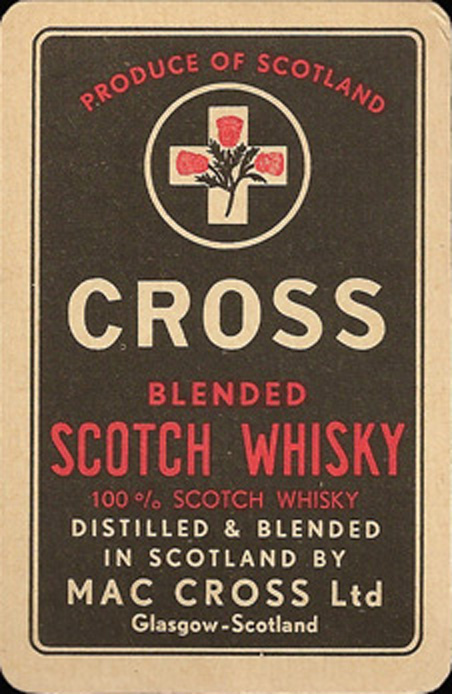 PRODUCE OF SCOTLAND
CROSS
BLENDED
SCOTCH WHISKY
100 % SCOTCH WHISKY
DISTILLED & BLENDED
IN SCOTLAND BY
MAC CROSS Ltd
Glasgow-Scotland